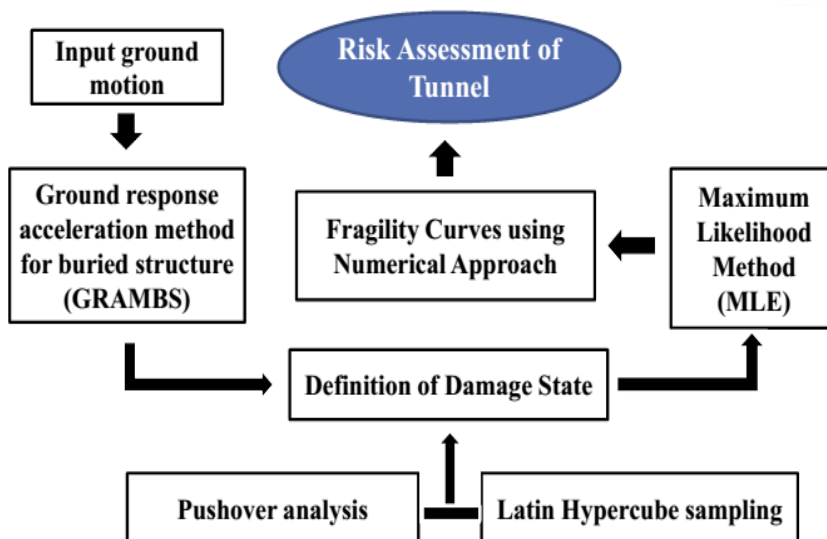 Input ground
motion
Risk Assessment of
Tunnel
Ground response
acceleration method
for buried structure
(GRAMBS)
Fragility Curves using
Numerical Approach
Maximum
Likelihood
Method
(MLE)
Definition of Damage State
Pushover analysis
Latin Hypercube sampling